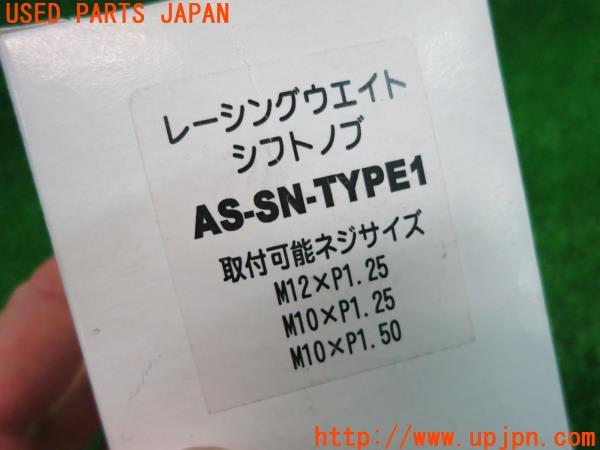 USED PARTS JAPAN
レーシングウエイト
シフトノブ
AS-SN-TYPE1
取付可能ネジサイズ
M12×P1.25
M10×P1.25
M10×P1.50
http://www.upjpn.com/